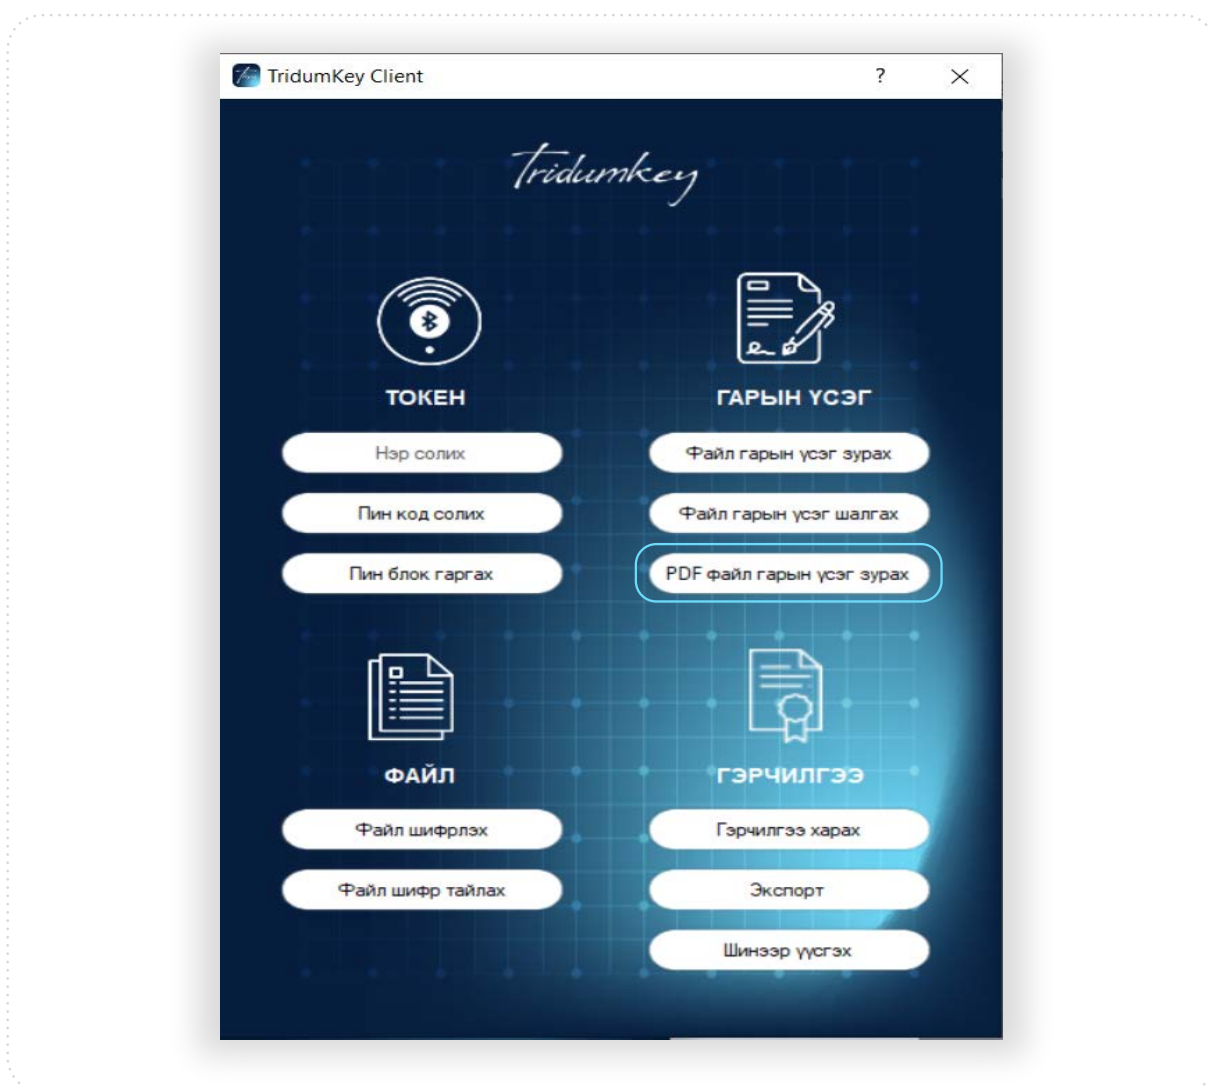 TridumKey Client ?
Tridumkey
ТОКЕН
Нэр солих
Пин код солих
Пин блок гаргах
ГАРЫН ҮСЭГ
Файл гарын үсэг зурах
Файл гарын үсэг шалгах
PDF файл гарын үсэг зурах
ФАЙЛ
Файл шифрлэх
Файл шифр тайлах
ГЭРЧИЛГЭЭ
Гэрчилгээ харах
Экспорт
Шинээр үүсгэх